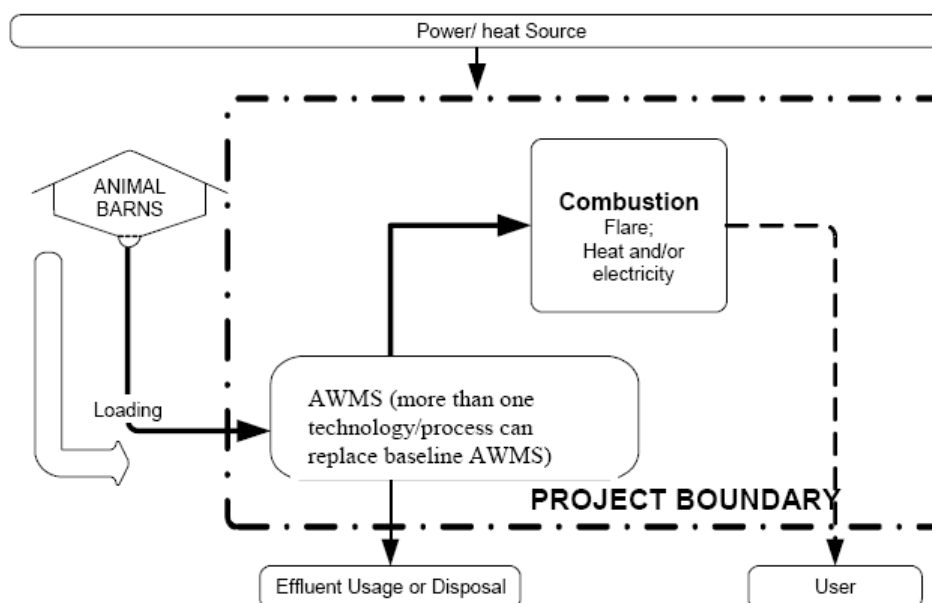 Power/ heat Source
ANIMAL
BARNS
Combustion
Flare;
Heat and/or
electricity
Loading
AWMS (more than one
technology/process can
replace baseline AWMS)
PROJECT BOUNDARY
Effluent Usage or Disposal
User